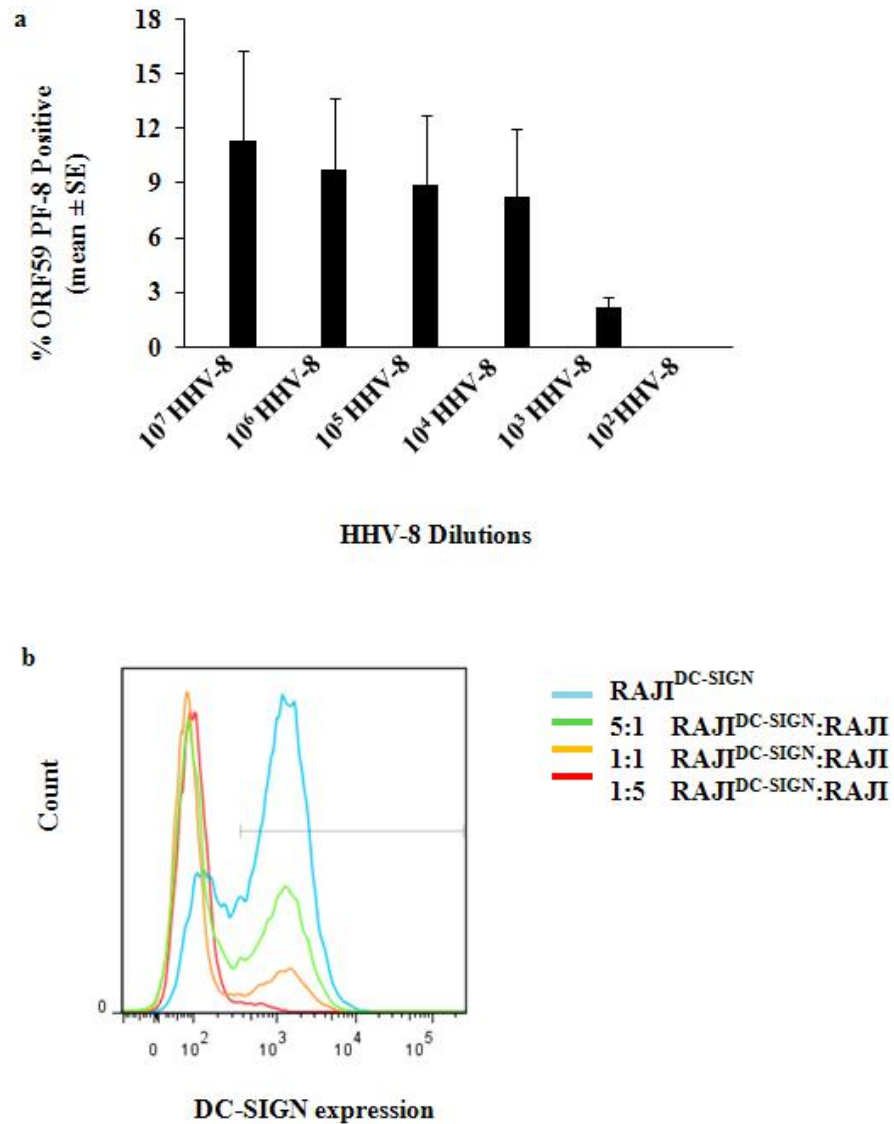 a
18
15
12
9
6
3
0
% ORF59 PF-8 Positive
(mean ± SE)
10⁷ HHV-8
10⁶ HHV-8
10⁵ HHV-8
10⁴ HHV-8
10³ HHV-8
10²HHV-8
HHV-8 Dilutions
b
Count
0
0 10² 10³ 10⁴ 10⁵
DC-SIGN expression
RAJI^DC-SIGN
5:1 RAJI^DC-SIGN:RAJI
1:1 RAJI^DC-SIGN:RAJI
1:5 RAJI^DC-SIGN:RAJI